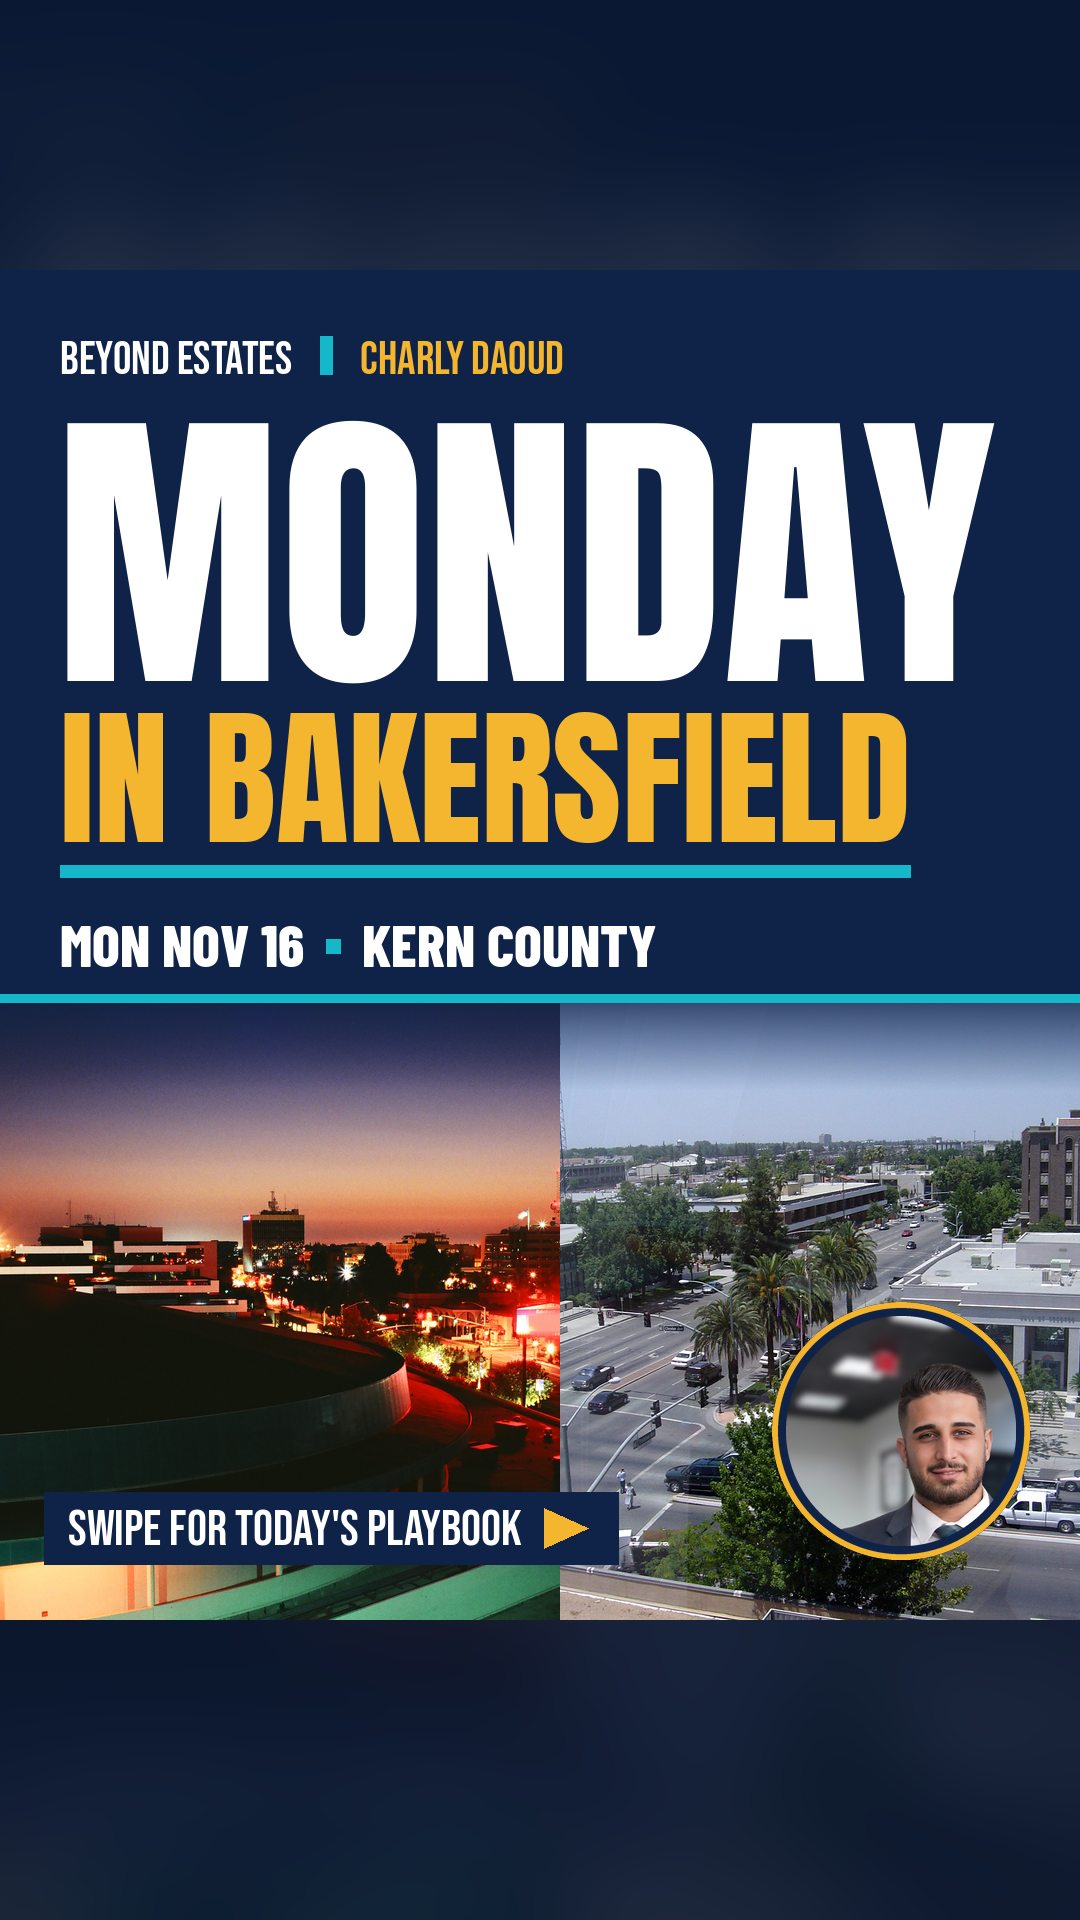 BEYOND ESTATES CHARLY DAOUD
MONDAY
IN BAKERSFIELD
MON NOV 16 ▪ KERN COUNTY
SWIPE FOR TODAY'S PLAYBOOK